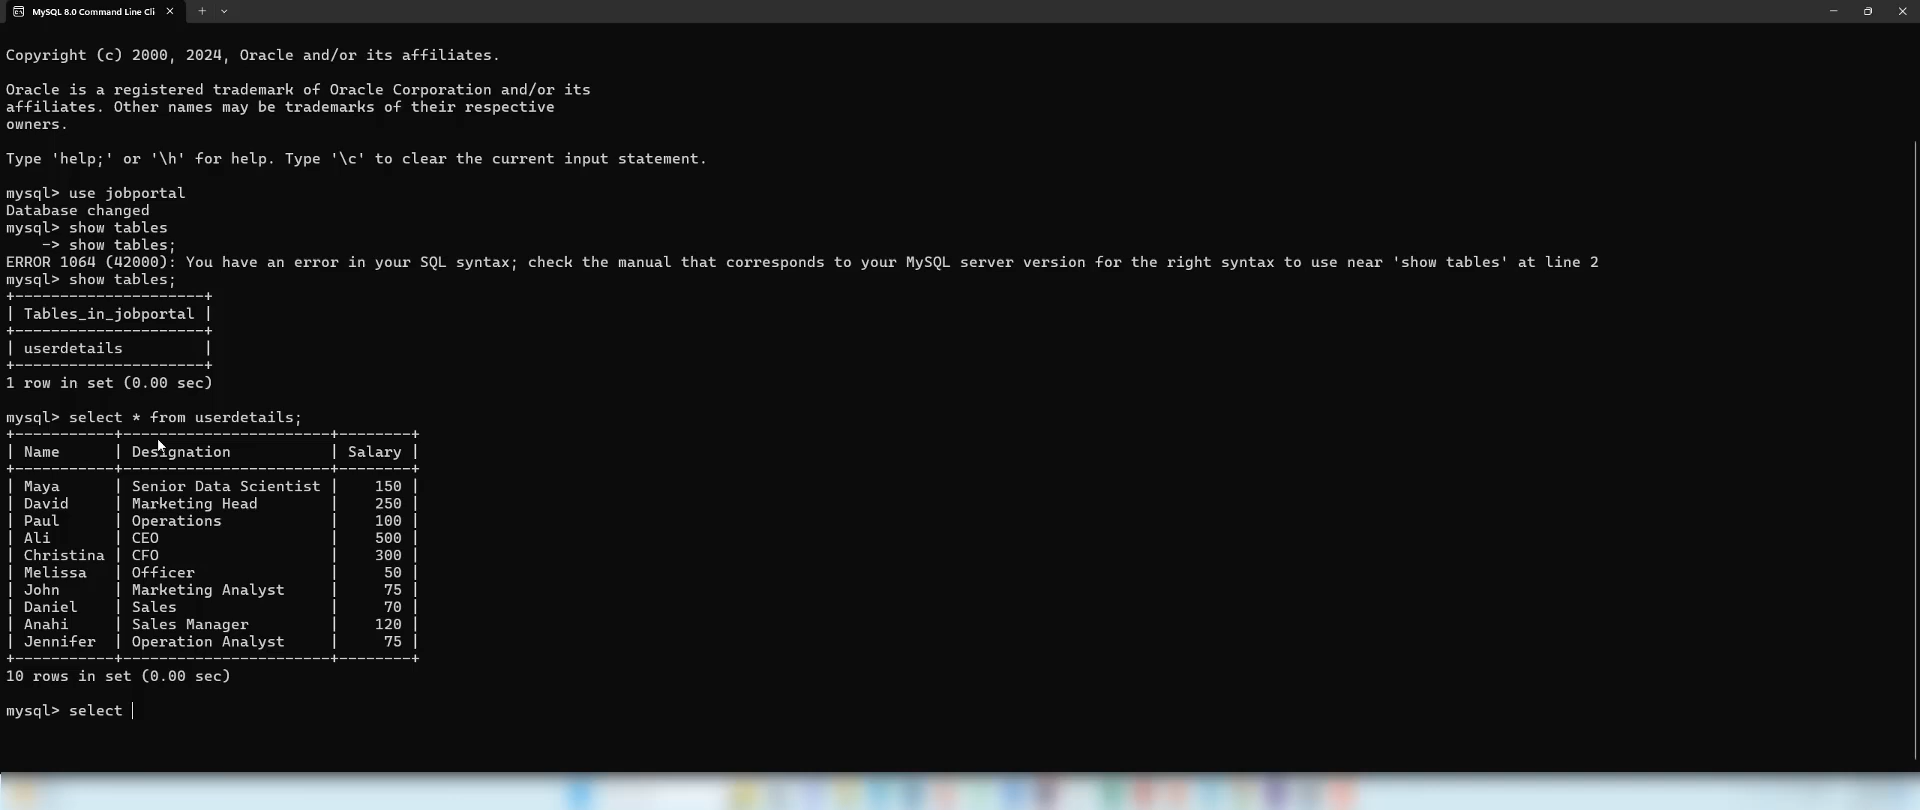 MySQL 8.0 Command Line Cli
Copyright (c) 2000, 2024, Oracle and/or its affiliates.
Oracle is a registered trademark of Oracle Corporation and/or its
affiliates. Other names may be trademarks of their respective
owners.
Type 'help;' or '\h' for help. Type '\c' to clear the current input statement.
mysql> use jobportal
Database changed
mysql> show tables
    -> show tables;
ERROR 1064 (42000): You have an error in your SQL syntax; check the manual that corresponds to your MySQL server version for the right syntax to use near 'show tables' at line 2
mysql> show tables;
+---------------------+
| Tables_in_jobportal |
+---------------------+
| userdetails         |
+---------------------+
1 row in set (0.00 sec)
mysql> select * from userdetails;
+-----------+-----------------------+--------+
| Name      | Designation           | Salary |
+-----------+-----------------------+--------+
| Maya      | Senior Data Scientist |    150 |
| David     | Marketing Head        |    250 |
| Paul      | Operations            |    100 |
| Ali       | CEO                   |    500 |
| Christina | CFO                   |    300 |
| Melissa   | Officer               |     50 |
| John      | Marketing Analyst     |     75 |
| Daniel    | Sales                 |     70 |
| Anahi     | Sales Manager         |    120 |
| Jennifer  | Operation Analyst     |     75 |
+-----------+-----------------------+--------+
10 rows in set (0.00 sec)
mysql> select